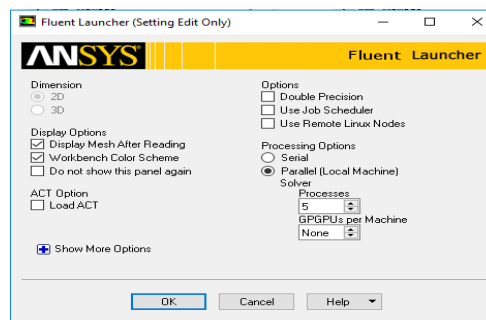 Fluent Launcher (Setting Edit Only)
ANSYS
Fluent Launcher
Dimension
2D
3D
Display Options
Display Mesh After Reading
Workbench Color Scheme
Do not show this panel again
ACT Option
Load ACT
Show More Options
Options
Double Precision
Use Job Scheduler
Use Remote Linux Nodes
Processing Options
Serial
Parallel (Local Machine)
Solver
Processes
5
GPGPUs per Machine
None
OK Cancel Help